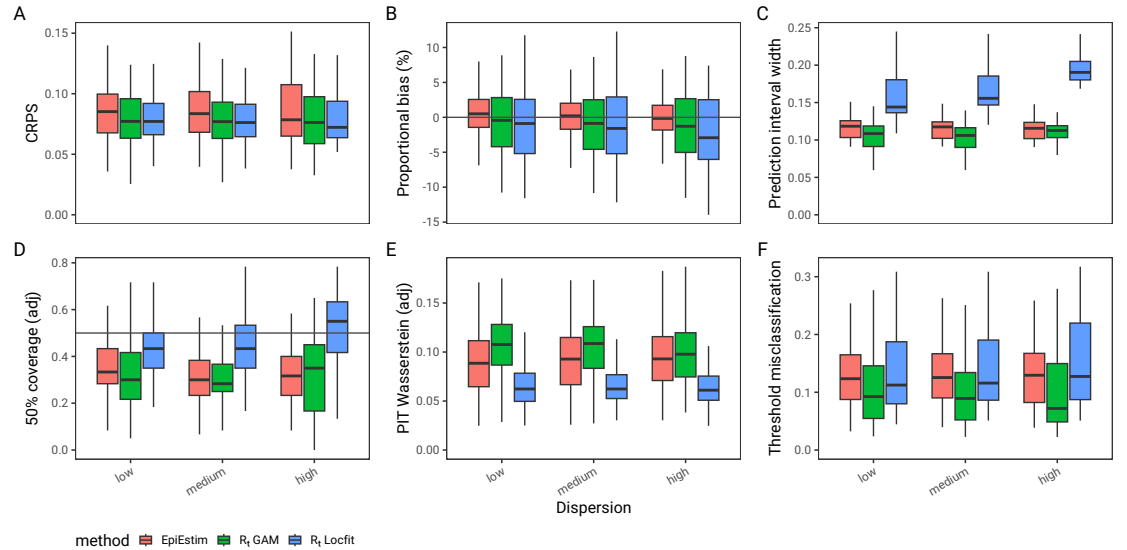 A
CRPS
0.15
0.10
0.05
0.00
B
Proportional bias (%)
10
5
0
-5
-10
-15
C
Prediction interval width
0.25
0.20
0.15
0.10
0.05
0.00
D
50% coverage (adj)
0.8
0.6
0.4
0.2
0.0
low
medium
high
E
PIT Wasserstein (adj)
0.15
0.10
0.05
0.00
low
medium
high
F
Threshold misclassification
0.3
0.2
0.1
0.0
low
medium
high
Dispersion
method EpiEstim Rt GAM Rt Locfit